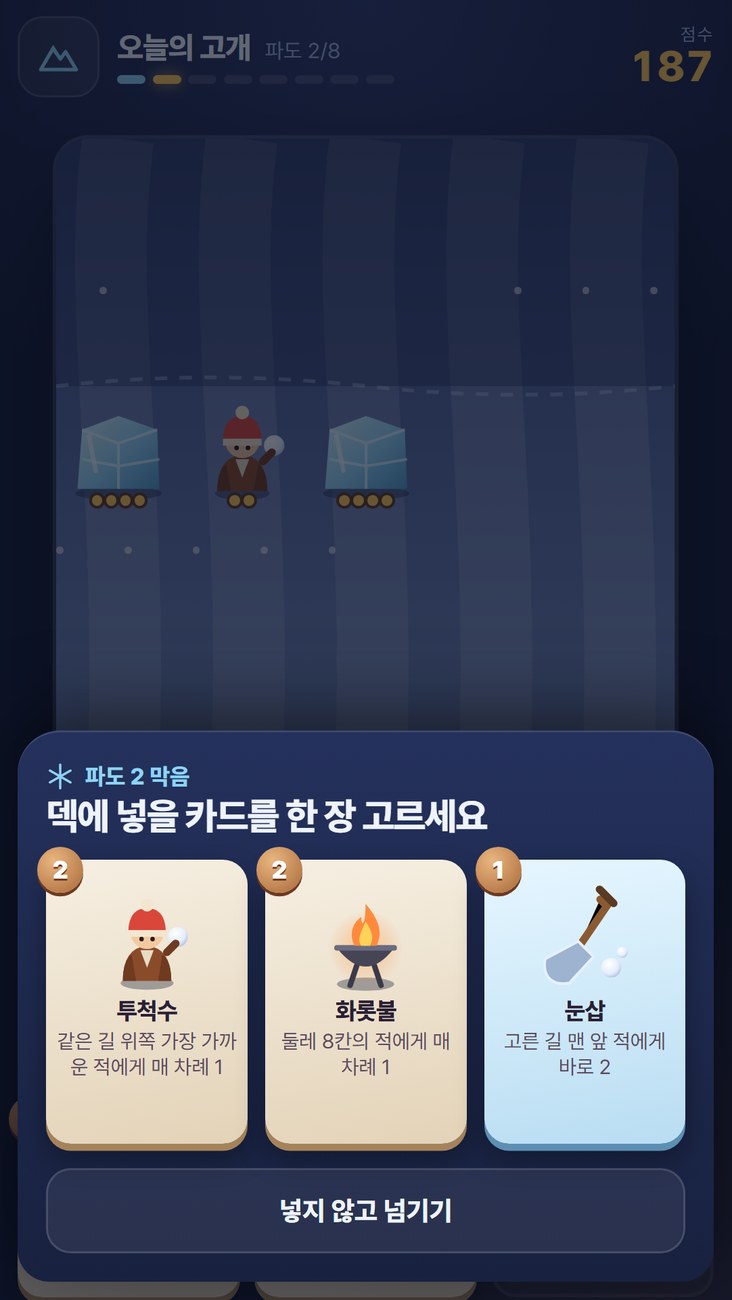 오늘의 고개 파도 2/8
점수
187
파도 2 막음
덱에 넣을 카드를 한 장 고르세요
2
2
1
투척수
같은 길 위쪽 가장 가까
운 적에게 매 차례 1
화롯불
둘레 8칸의 적에게 매
차례 1
눈삽
고른 길 맨 앞 적에게
바로 2
넣지 않고 넘기기